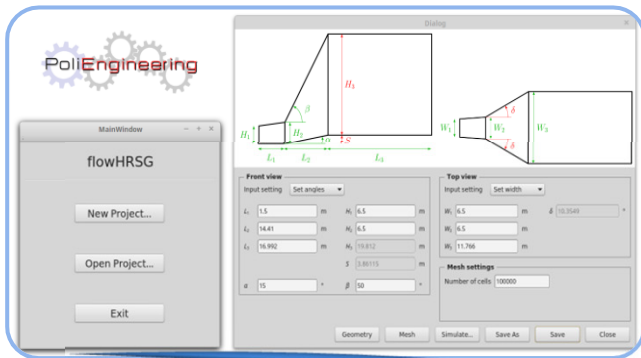 PoliEngineering
MainWindow
flowHRSG
New Project...
Open Project...
Exit
Dialog
H₃
β
H₁
H₂
α
S
L₁
L₂
L₃
δ
W₁
W₂
W₃
δ
Front view
Input setting Set angles
L₁ 1.5 m H₁ 6.5 m
L₂ 14.41 m H₂ 6.5 m
L₃ 16.992 m H₃ 19.812 m
S 3.86115 m
α 15 ° β 50 °
Top view
Input setting Set width
W₁ 6.5 m δ 10.3549 °
W₂ 6.5 m
W₃ 11.766 m
Mesh settings
Number of cells 100000
Geometry
Mesh
Simulate...
Save As
Save
Close